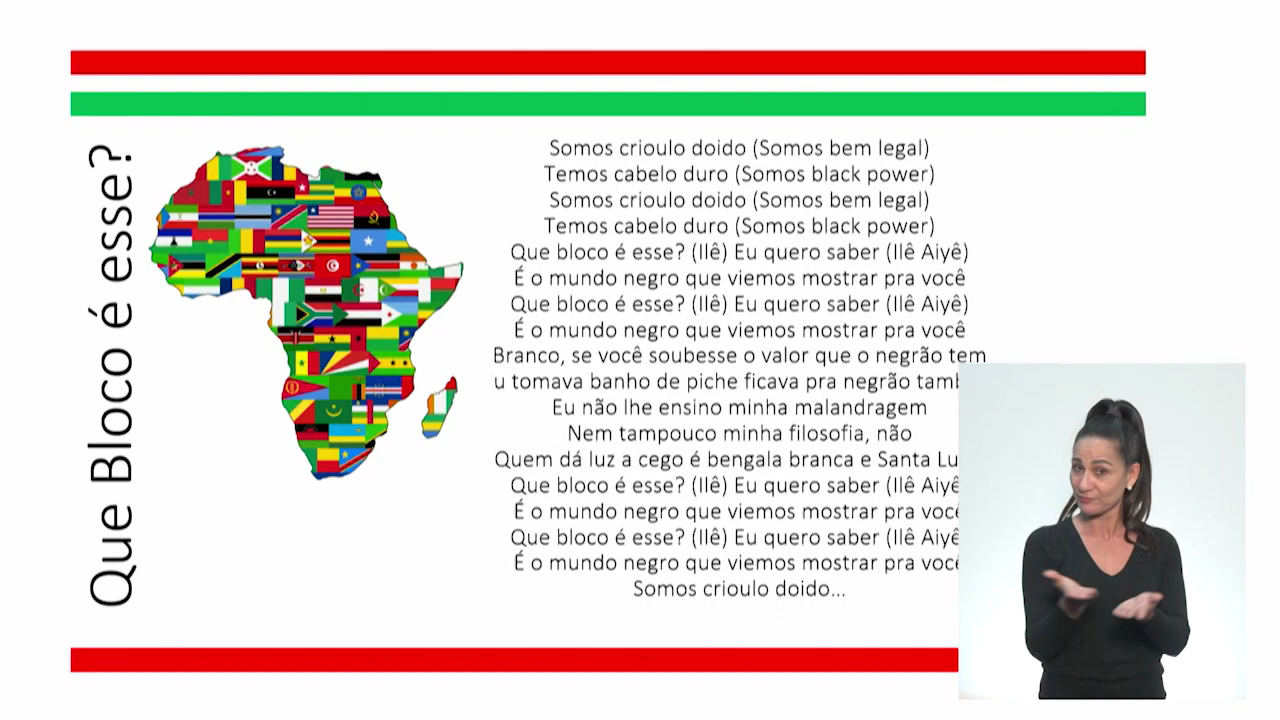 Que Bloco é esse?
Somos crioulo doido (Somos bem legal)
Temos cabelo duro (Somos black power)
Somos crioulo doido (Somos bem legal)
Temos cabelo duro (Somos black power)
Que bloco é esse? (Ilê) Eu quero saber (Ilê Aiyê)
É o mundo negro que viemos mostrar pra você
Que bloco é esse? (Ilê) Eu quero saber (Ilê Aiyê)
É o mundo negro que viemos mostrar pra você
Branco, se você soubesse o valor que o negrão tem
u tomava banho de piche ficava pra negrão
Eu não lhe ensino minha malandragem
Nem tampouco minha filosofia, não
Quem dá luz a cego é bengala branca e Santa
Que bloco é esse? (Ilê) Eu quero saber (Ilê Aiyê
É o mundo negro que viemos mostrar pra você
Que bloco é esse? (Ilê) Eu quero saber (Ilê Aiyê
É o mundo negro que viemos mostrar pra você
Somos crioulo doido...